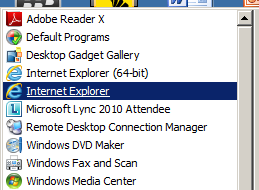 Adobe Reader X
Default Programs
Desktop Gadget Gallery
Internet Explorer (64-bit)
Internet Explorer
Microsoft Lync 2010 Attendee
Remote Desktop Connection Manager
Windows DVD Maker
Windows Fax and Scan
Windows Media Center